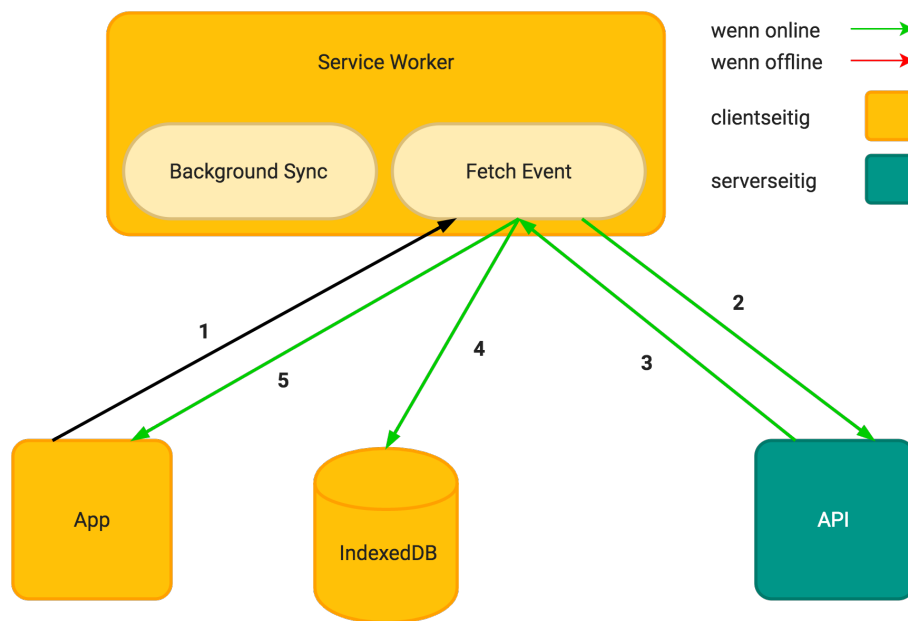 wenn online
wenn offline
clientseitig
serverseitig
Service Worker
Background Sync
Fetch Event
1
2
3
4
5
App
IndexedDB
API